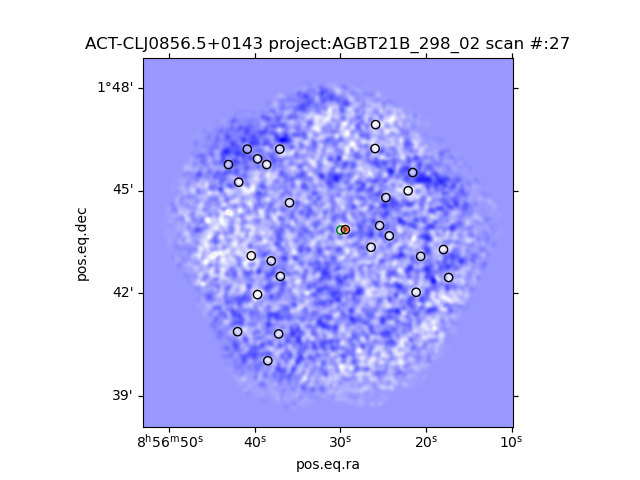 ACT-CLJ0856.5+0143 project:AGBT21B_298_02 scan #:27
1°48'
45'
42'
39'
pos.eq.dec
8ʰ56ᵐ50ˢ 40ˢ 30ˢ 20ˢ 10ˢ
pos.eq.ra